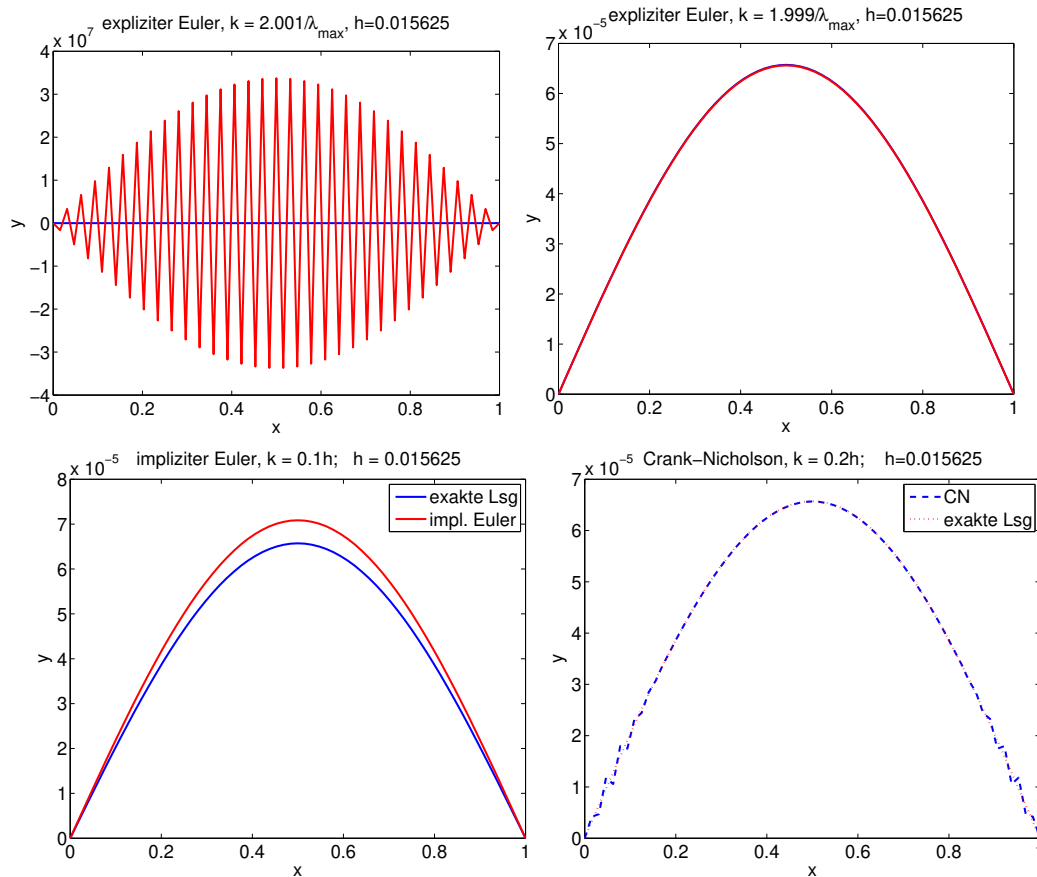 expliziter Euler, k = 2.001/λmax, h=0.015625
x 10^7
4
3
2
1
0
−1
−2
−3
−4
y
0 0.2 0.4 0.6 0.8 1
x
expliziter Euler, k = 1.999/λmax, h=0.015625
x 10^−5
7
6
5
4
3
2
1
0
y
0 0.2 0.4 0.6 0.8 1
x
impliziter Euler, k = 0.1h; h = 0.015625
x 10^−5
8
7
6
5
4
3
2
1
0
y
exakte Lsg
impl. Euler
0 0.2 0.4 0.6 0.8 1
x
Crank−Nicholson, k = 0.2h; h=0.015625
x 10^−5
7
6
5
4
3
2
1
0
y
CN
exakte Lsg
0 0.2 0.4 0.6 0.8 1
x